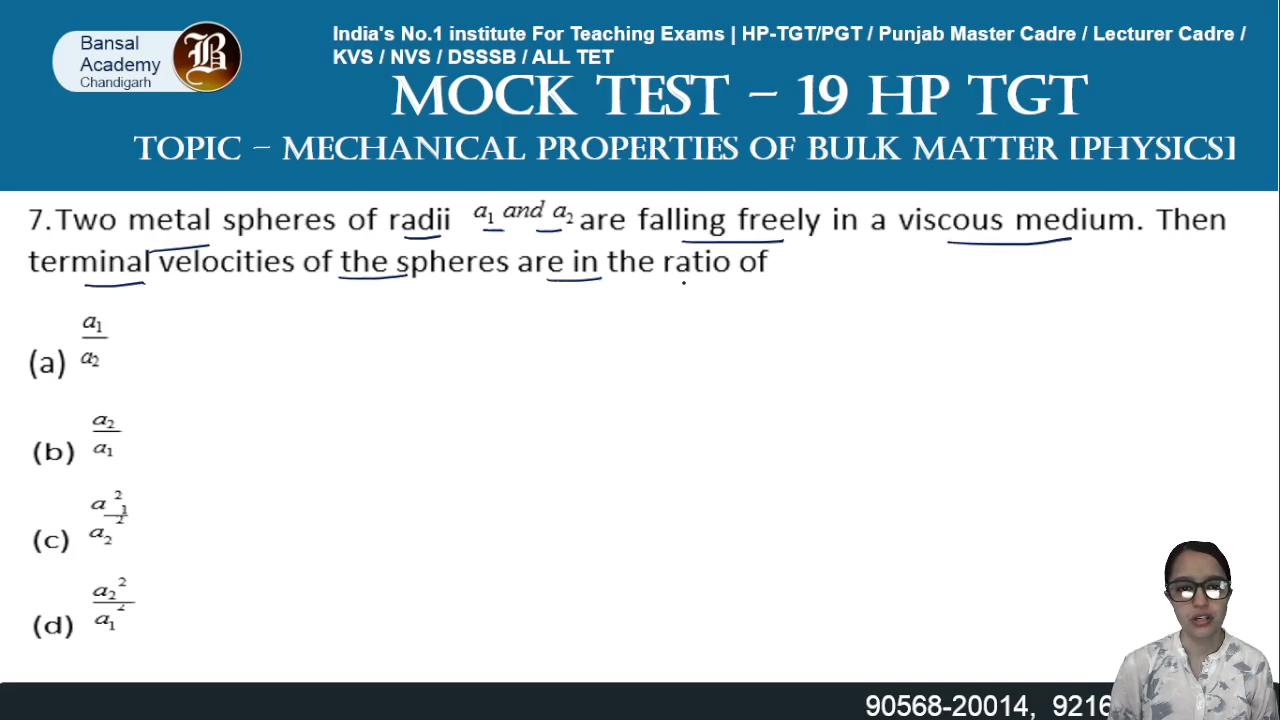 Bansal
Academy
Chandigarh
B
India's No.1 institute For Teaching Exams | HP-TGT/PGT / Punjab Master Cadre / Lecturer Cadre /
KVS / NVS / DSSSB / ALL TET
MOCK TEST – 19 HP TGT
TOPIC – MECHANICAL PROPERTIES OF BULK MATTER [PHYSICS]
7.Two metal spheres of radii a₁ and a₂ are falling freely in a viscous medium. Then
terminal velocities of the spheres are in the ratio of
(a) a₁/a₂
(b) a₂/a₁
(c) a₁²/a₂²
(d) a₂²/a₁²
90568-20014, 9216